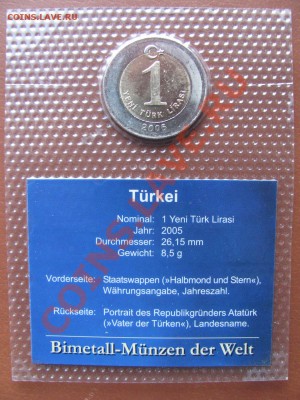 COINS.LAVE.RU
1
YENİ TÜRK LİRASI
2005
Türkei
Nominal: 1 Yeni Türk Lirasi
Jahr: 2005
Durchmesser: 26,15 mm
Gewicht: 8,5 g
Vorderseite: Staatswappen (»Halbmond und Stern«),
Währungsangabe, Jahreszahl.
Rückseite: Portrait des Republikgründers Atatürk
(»Vater der Türken«), Landesname.
Bimetall-Münzen der Welt